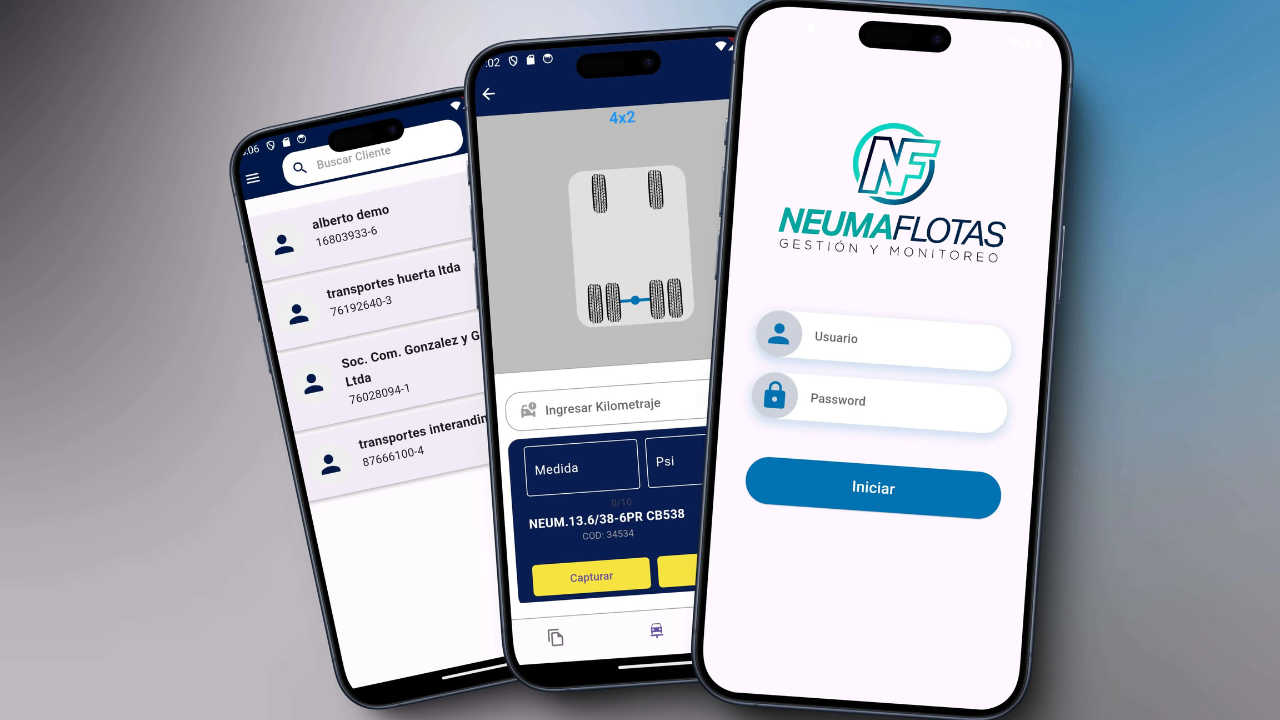 :06
Buscar Cliente
alberto demo
16803933-6
transportes huerta ltda
76192640-3
Soc. Com. Gonzalez y G
Ltda
76028094-1
transportes interandin
87666100-4
:02
4x2
Ingresar Kilometraje
Medida
Psi
0/10
NEUM.13.6/38-6PR CB538
COD: 34534
Capturar
NF
NEUMAFLOTAS
GESTIÓN Y MONITOREO
Usuario
Password
Iniciar